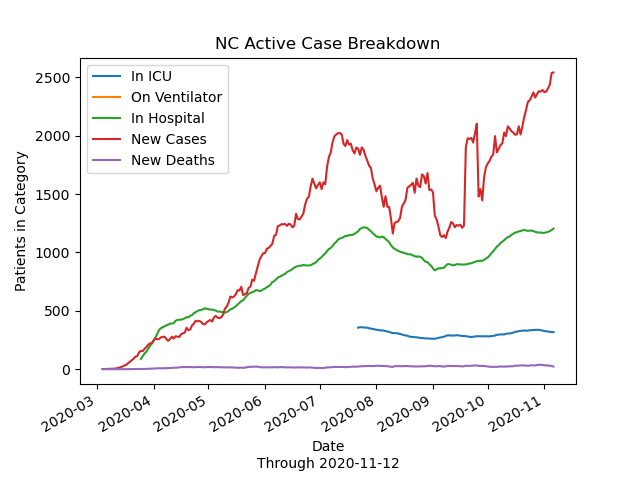 NC Active Case Breakdown
In ICU
On Ventilator
In Hospital
New Cases
New Deaths
Patients in Category
2500
2000
1500
1000
500
0
2020-03
2020-04
2020-05
2020-06
2020-07
2020-08
2020-09
2020-10
2020-11
Date
Through 2020-11-12